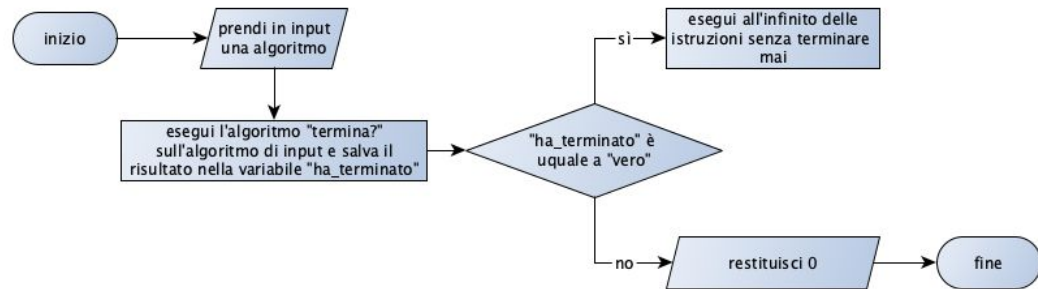 inizio
prendi in input
una algoritmo
esegui l'algoritmo "termina?"
sull'algoritmo di input e salva il
risultato nella variabile "ha_terminato"
"ha_terminato" è
uquale a "vero"
sì
esegui all'infinito delle
istruzioni senza terminare
mai
no
restituisci 0
fine